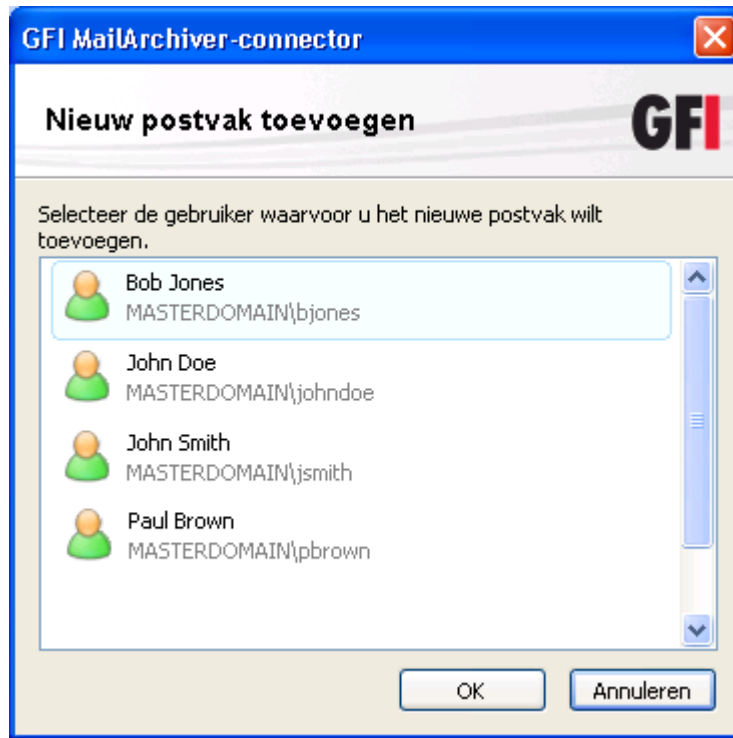 GFI MailArchiver-connector
Nieuw postvak toevoegen
GFI
Selecteer de gebruiker waarvoor u het nieuwe postvak wilt
toevoegen.
Bob Jones
MASTERDOMAIN\bjones
John Doe
MASTERDOMAIN\johndoe
John Smith
MASTERDOMAIN\jsmith
Paul Brown
MASTERDOMAIN\pbrown
OK
Annuleren